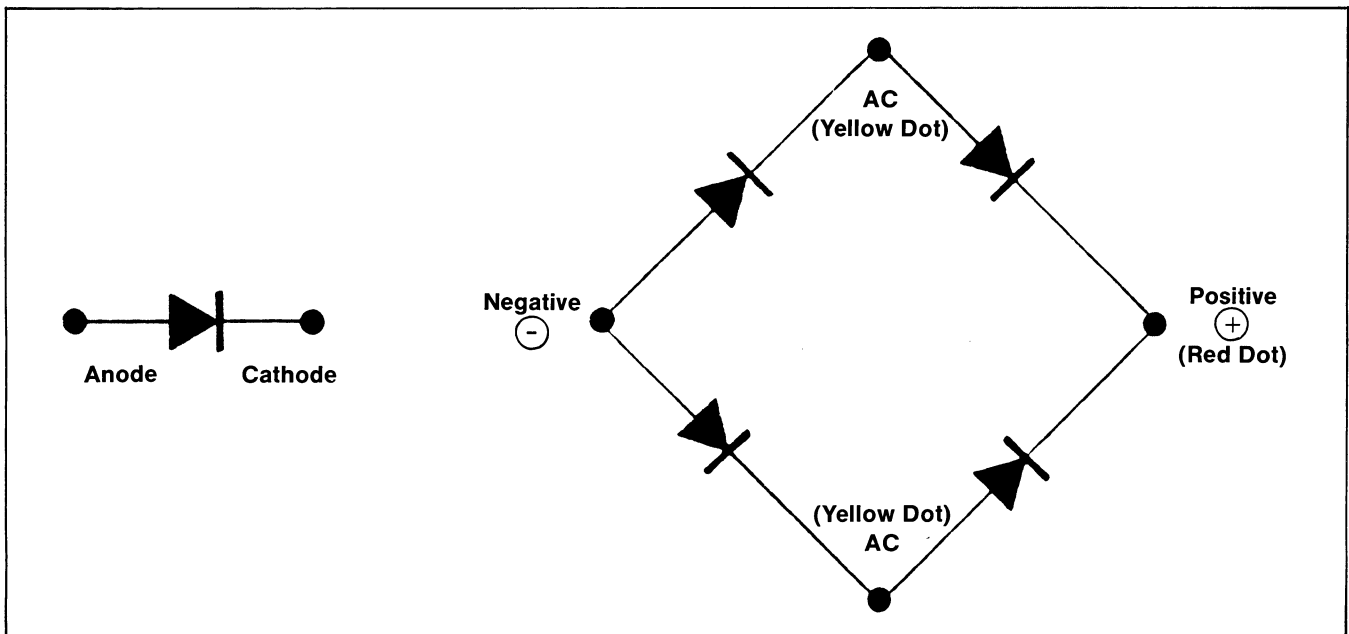 Anode
Cathode
Negative
-
AC
(Yellow Dot)
Positive
+
(Red Dot)
(Yellow Dot)
AC